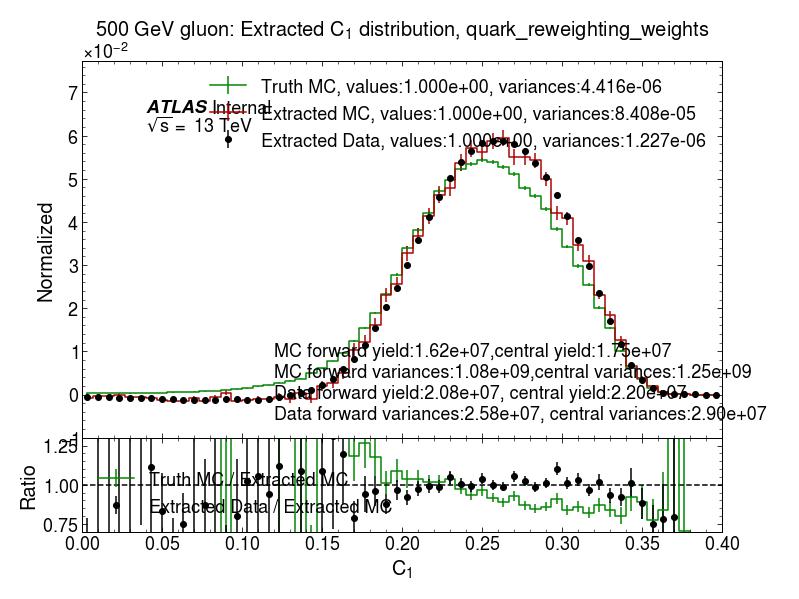 500 GeV gluon: Extracted C₁ distribution, quark_reweighting_weights
×10⁻²
Truth MC, values:1.000e+00, variances:4.416e-06
ATLAS Internal
Extracted MC, values:1.000e+00, variances:8.408e-05
√s = 13 TeV
Extracted Data, values:1.000e+00, variances:1.227e-06
7
6
5
4
3
2
1
0
-1
Normalized
MC forward yield:1.62e+07,central yield:1.75e+07
MC forward variances:1.08e+09,central variances:1.25e+09
Data forward yield:2.08e+07, central yield:2.20e+07
Data forward variances:2.58e+07, central variances:2.90e+07
1.25
1.00
0.75
Ratio
Truth MC / Extracted MC
Extracted Data / Extracted MC
0.00 0.05 0.10 0.15 0.20 0.25 0.30 0.35 0.40
C₁